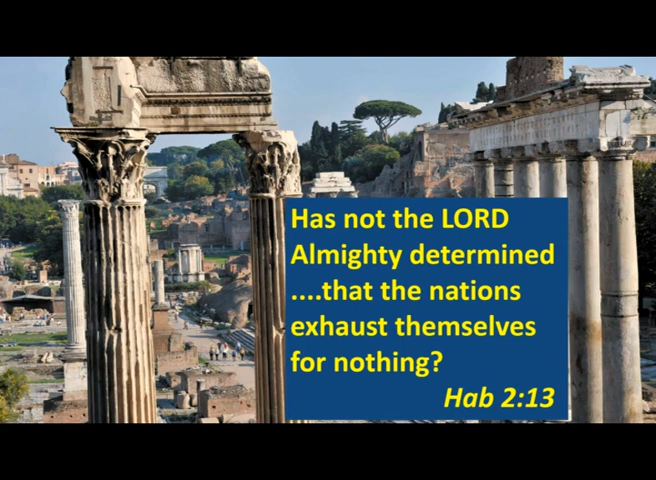 Has not the LORD
Almighty determined
....that the nations
exhaust themselves
for nothing?
Hab 2:13